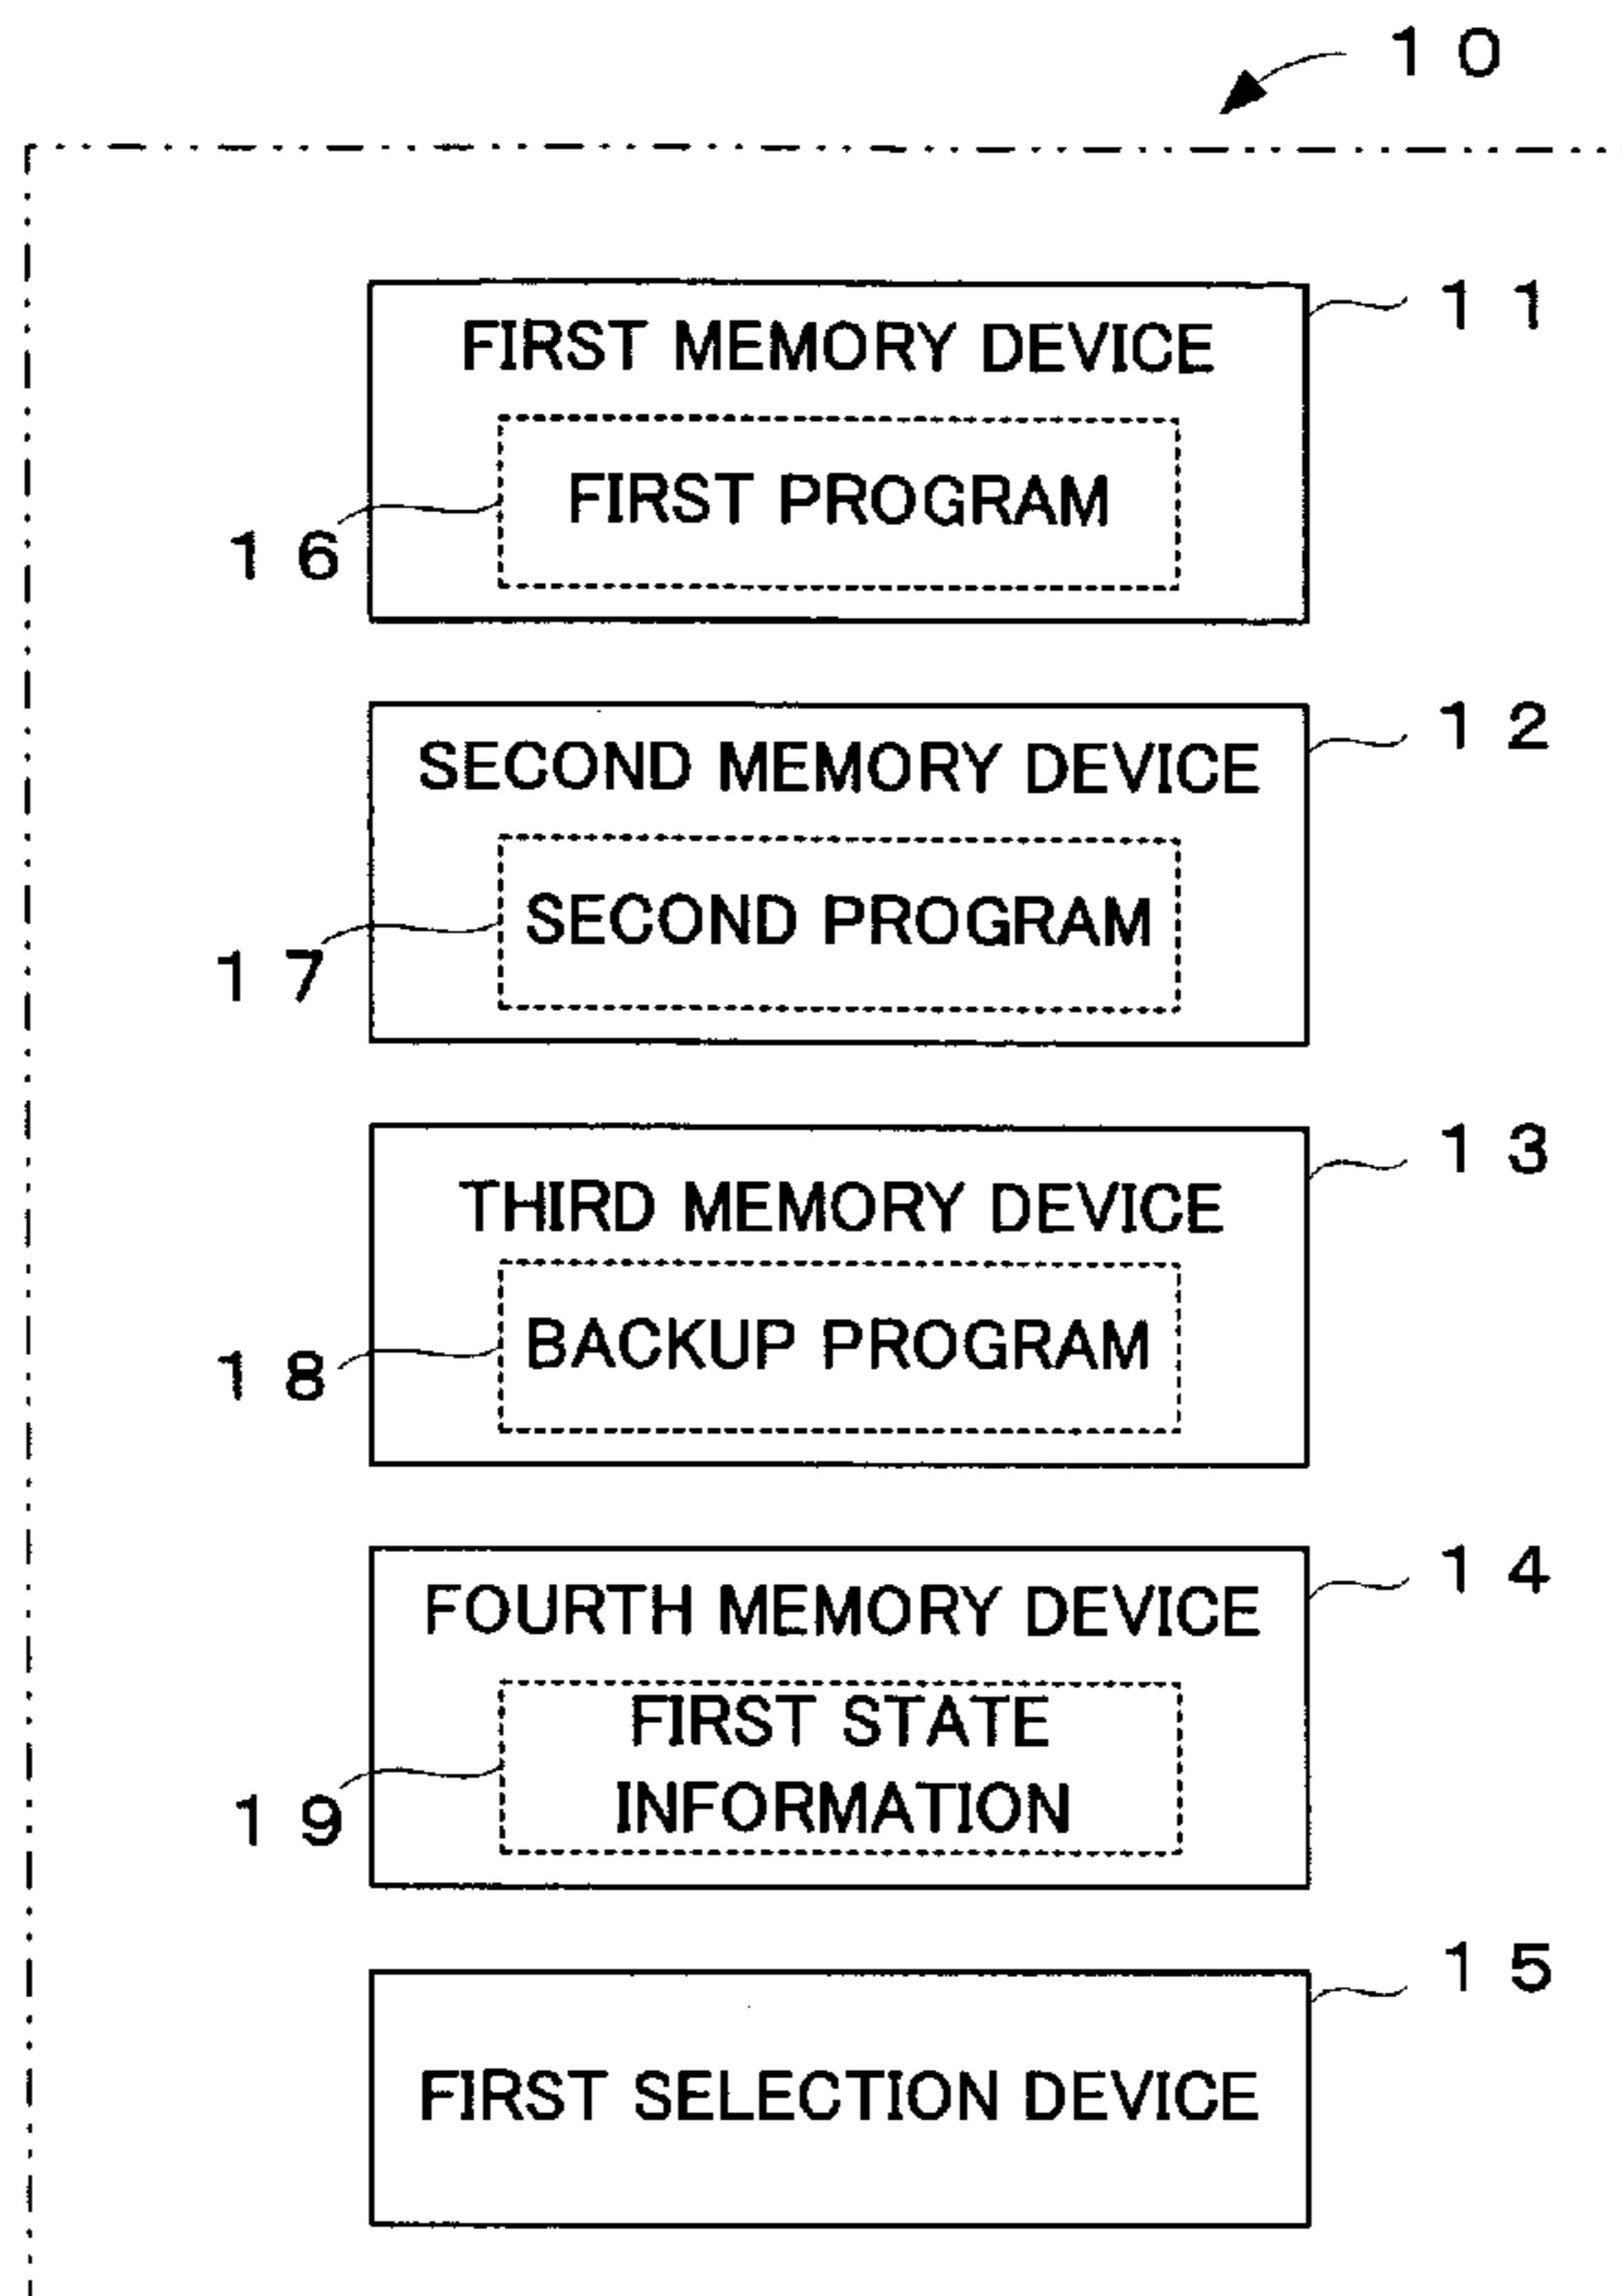 10
FIRST MEMORY DEVICE
11
FIRST PROGRAM
16
SECOND MEMORY DEVICE
12
SECOND PROGRAM
17
THIRD MEMORY DEVICE
13
BACKUP PROGRAM
18
FOURTH MEMORY DEVICE
14
FIRST STATE
INFORMATION
19
FIRST SELECTION DEVICE
15